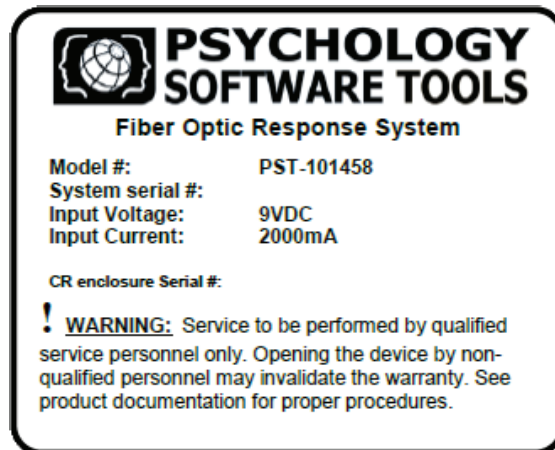 PSYCHOLOGY
SOFTWARE TOOLS
Fiber Optic Response System
Model #: PST-101458
System serial #:
Input Voltage: 9VDC
Input Current: 2000mA
CR enclosure Serial #:
! WARNING: Service to be performed by qualified
service personnel only. Opening the device by non-
qualified personnel may invalidate the warranty. See
product documentation for proper procedures.